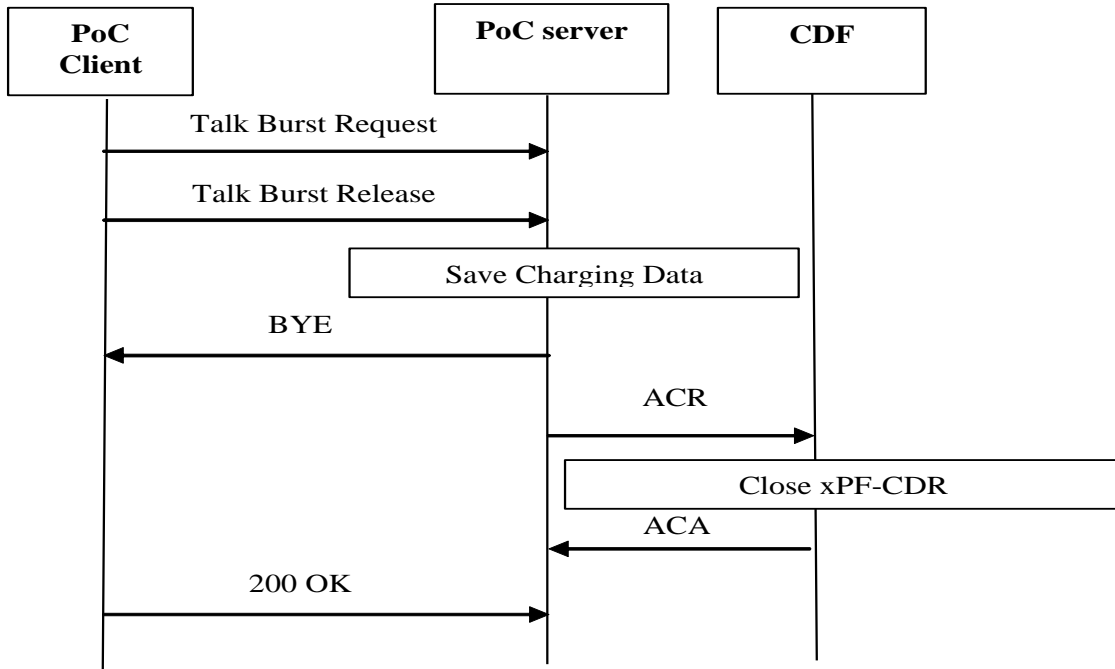 PoC
Client
PoC server
CDF
Talk Burst Request
Talk Burst Release
Save Charging Data
BYE
ACR
Close xPF-CDR
ACA
200 OK